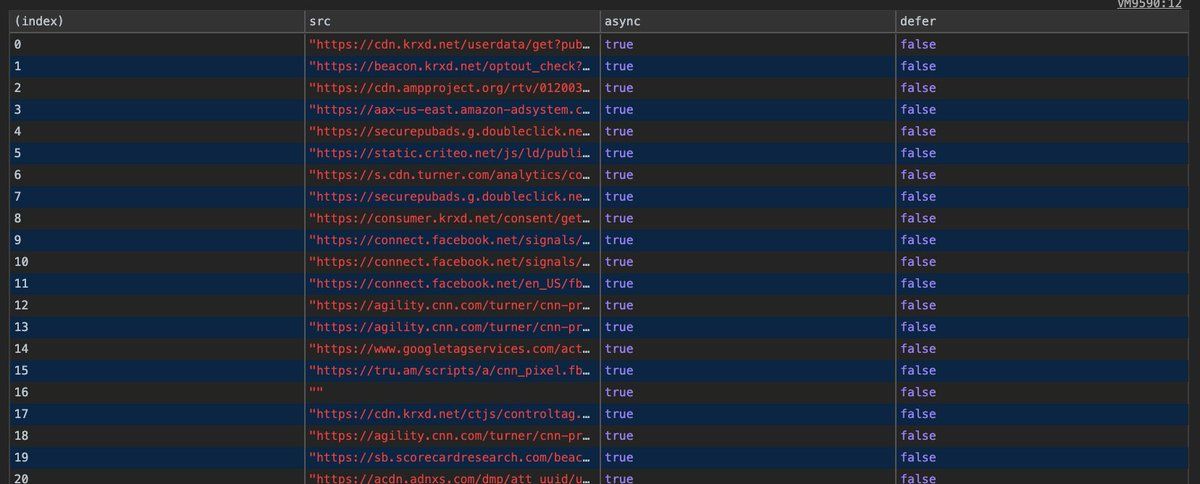 VM9590:12
(index) src async defer
0 "https://cdn.krxd.net/userdata/get?pub… true false
1 "https://beacon.krxd.net/optout_check?… true false
2 "https://cdn.ampproject.org/rtv/012003… true false
3 "https://aax-us-east.amazon-adsystem.c… true false
4 "https://securepubads.g.doubleclick.ne… true false
5 "https://static.criteo.net/js/ld/publi… true false
6 "https://s.cdn.turner.com/analytics/co… true false
7 "https://securepubads.g.doubleclick.ne… true false
8 "https://consumer.krxd.net/consent/get… true false
9 "https://connect.facebook.net/signals/… true false
10 "https://connect.facebook.net/signals/… true false
11 "https://connect.facebook.net/en_US/fb… true false
12 "https://agility.cnn.com/turner/cnn-pr… true false
13 "https://agility.cnn.com/turner/cnn-pr… true false
14 "https://www.googletagservices.com/act… true false
15 "https://tru.am/scripts/a/cnn_pixel.fb… true false
16 "" true false
17 "https://cdn.krxd.net/ctjs/controltag.… true false
18 "https://agility.cnn.com/turner/cnn-pr… true false
19 "https://sb.scorecardresearch.com/beac… true false
20 "https://acdn.adnxs.com/dmp/att_uuid/u… true false